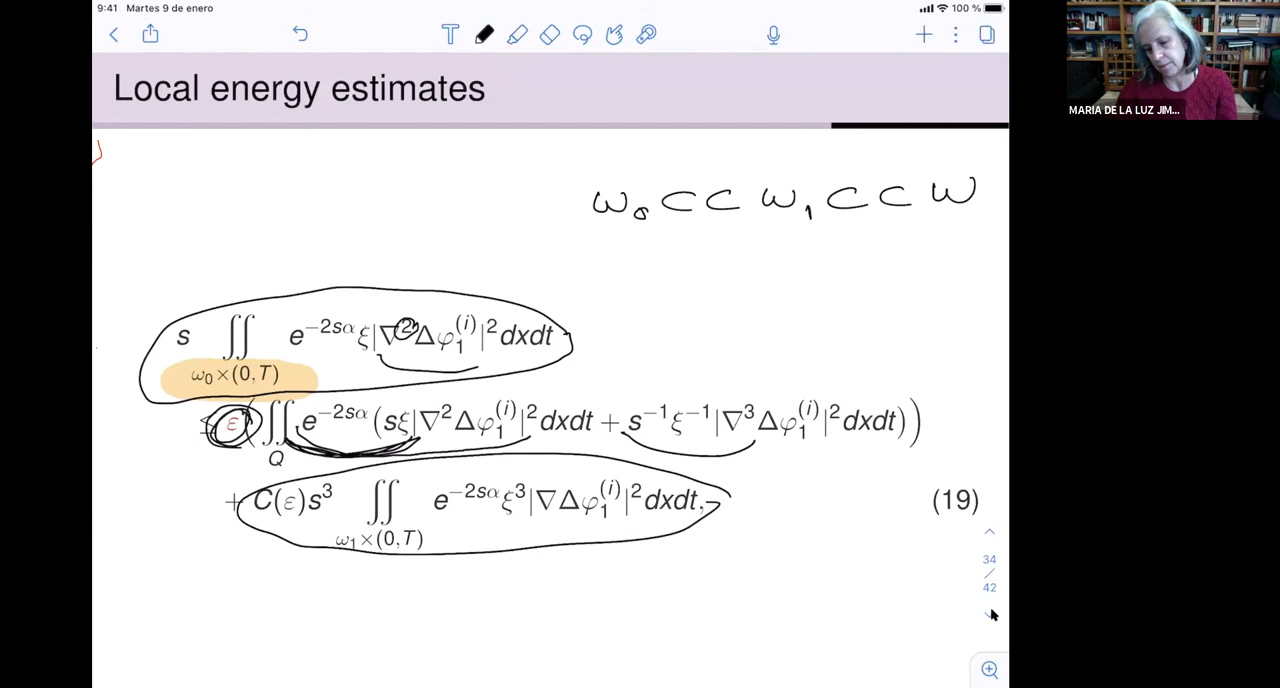 9:41 Martes 9 de enero
100 %
Local energy estimates
ω₀ ⊂⊂ ω₁ ⊂⊂ ω
s ∬_{ω₀×(0,T)} e^{-2sα} ξ|∇²Δφ₁^{(i)}|² dxdt
≤ ε( ∬_Q e^{-2sα}(sξ|∇²Δφ₁^{(i)}|² dxdt + s⁻¹ξ⁻¹|∇³Δφ₁^{(i)}|² dxdt))
+ C(ε)s³ ∬_{ω₁×(0,T)} e^{-2sα} ξ³|∇Δφ₁^{(i)}|² dxdt, (19)
34
/
42
MARIA DE LA LUZ JIM...